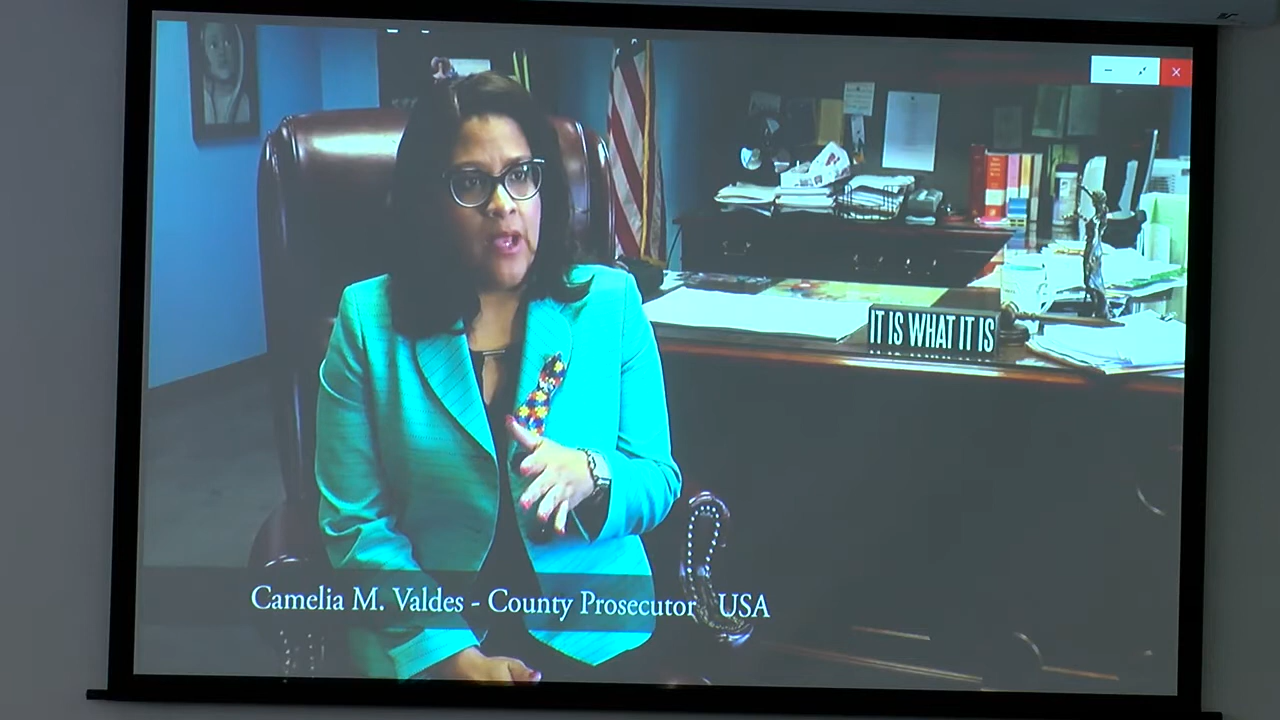 IT IS WHAT IT IS
Camelia M. Valdes - County Prosecutor USA